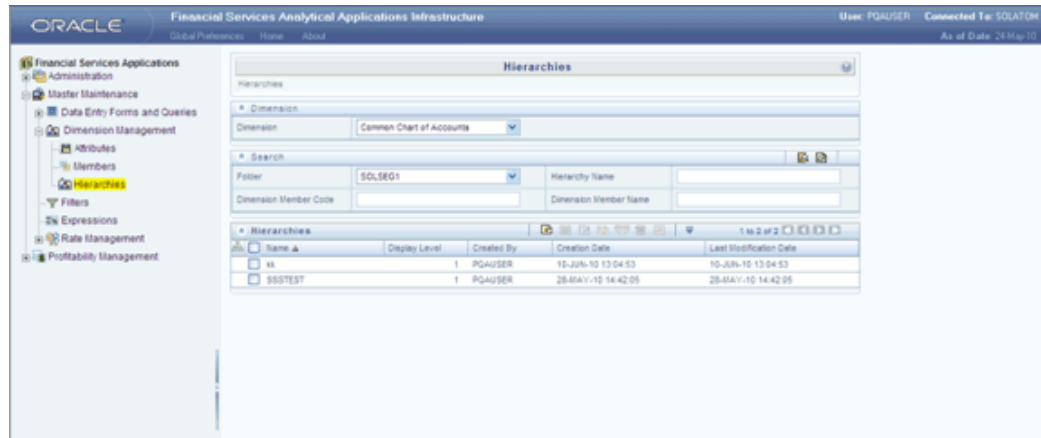 ORACLE
Financial Services Analytical Applications Infrastructure
User: PQAUSER Connected To: SOLATOM
Global Preferences Home About
As of Date: 24-May-10
Financial Services Applications
Administration
Master Maintenance
Data Entry Forms and Queries
Dimension Management
Attributes
Members
Hierarchies
Filters
Expressions
Rate Management
Profitability Management
Hierarchies
Hierarchies
Dimension
Dimension Common Chart of Accounts
Search
Folder SOLSEG1 Hierarchy Name
Dimension Member Code Dimension Member Name
Hierarchies 1 to 2 of 2
Name Display Level Created By Creation Date Last Modification Date
kk 1 PQAUSER 10-JUN-10 13:04:53 10-JUN-10 13:04:53
SSSTEST 1 PQAUSER 28-MAY-10 14:42:05 28-MAY-10 14:42:05